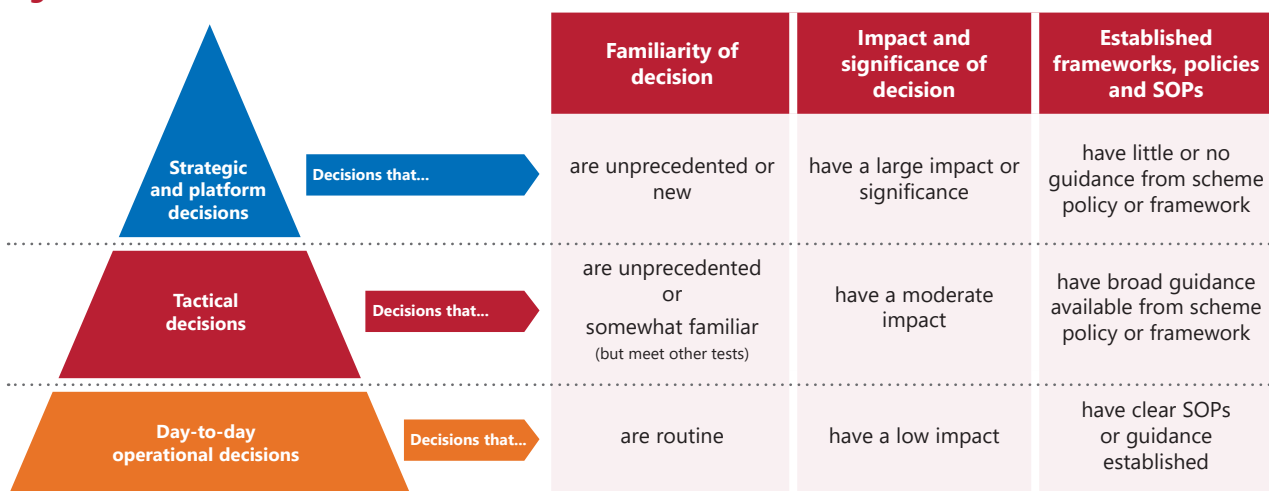 Familiarity of
decision
Impact and
significance of
decision
Established
frameworks, policies
and SOPs
Strategic
and platform
decisions
Decisions that...
are unprecedented or
new
have a large impact or
significance
have little or no
guidance from scheme
policy or framework
Tactical
decisions
Decisions that...
are unprecedented
or
somewhat familiar
(but meet other tests)
have a moderate
impact
have broad guidance
available from scheme
policy or framework
Day-to-day
operational decisions
Decisions that...
are routine
have a low impact
have clear SOPs
or guidance
established